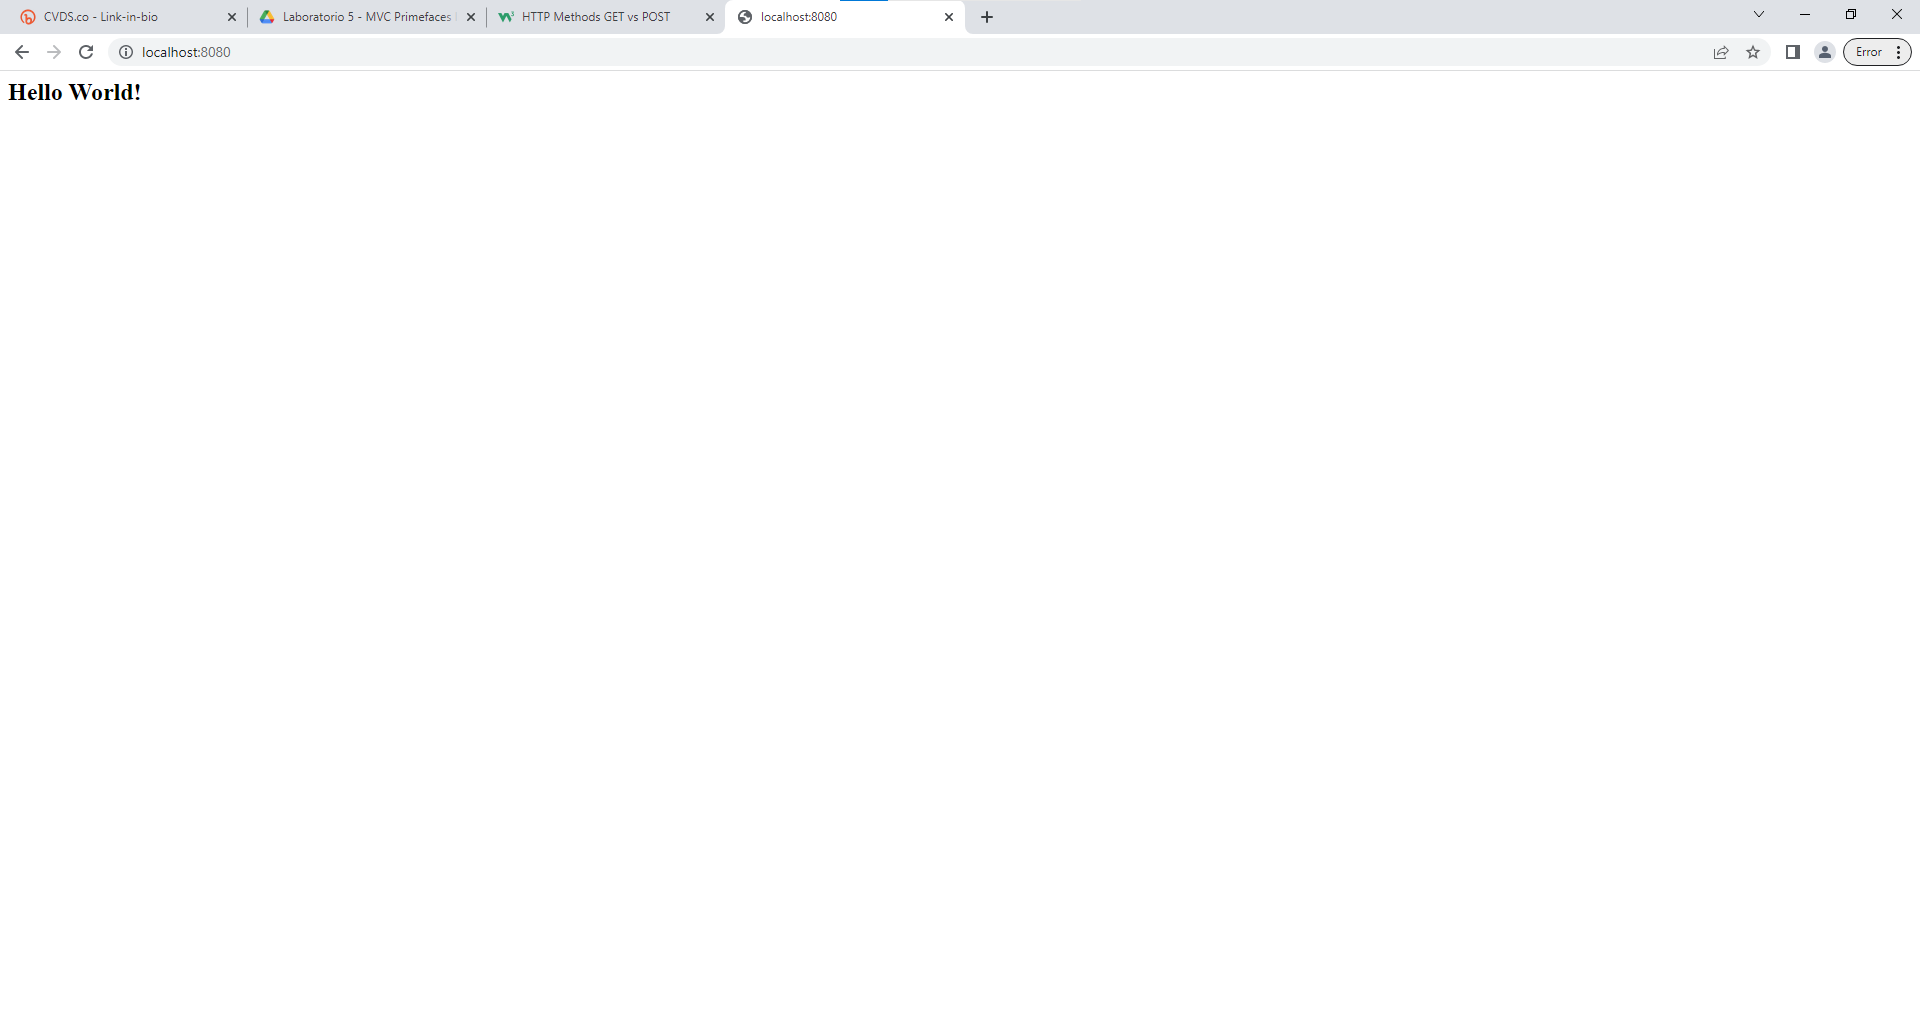 CVDS.co - Link-in-bio
Laboratorio 5 - MVC Primefaces
HTTP Methods GET vs POST
localhost:8080
localhost:8080
Error
Hello World!